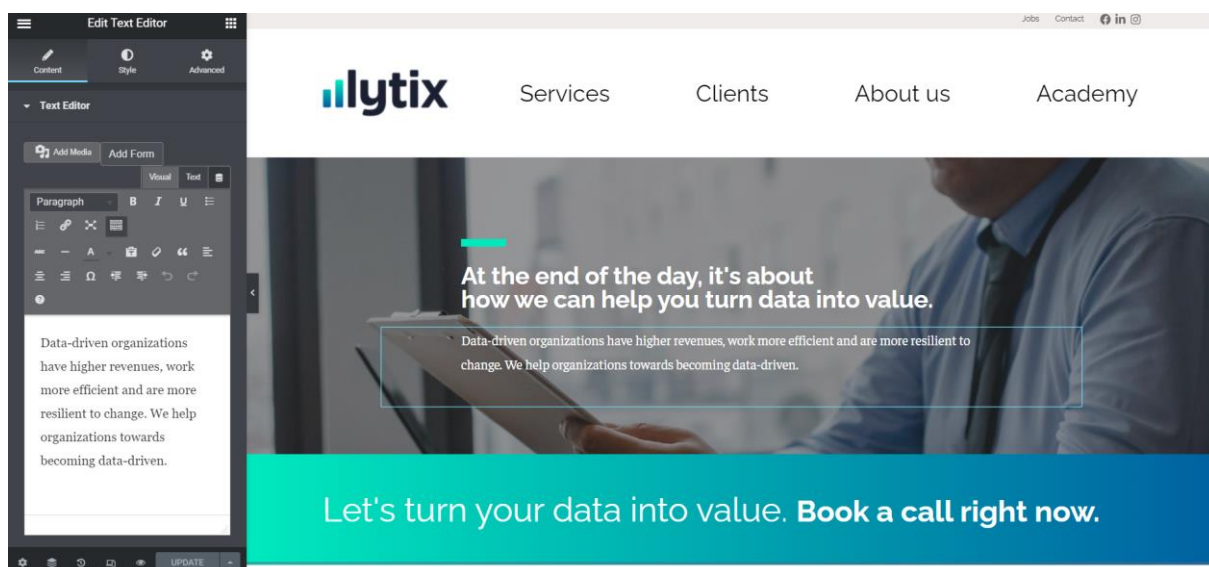 Edit Text Editor
Content
Style
Advanced
Text Editor
Add Media
Add Form
Visual
Text
Paragraph
B
I
U
A
Ω
Data-driven organizations
have higher revenues, work
more efficient and are more
resilient to change. We help
organizations towards
becoming data-driven.
UPDATE
Jobs
Contact
in
lytix
Services
Clients
About us
Academy
At the end of the day, it's about
how we can help you turn data into value.
Data-driven organizations have higher revenues, work more efficient and are more resilient to
change. We help organizations towards becoming data-driven.
Let's turn your data into value. Book a call right now.